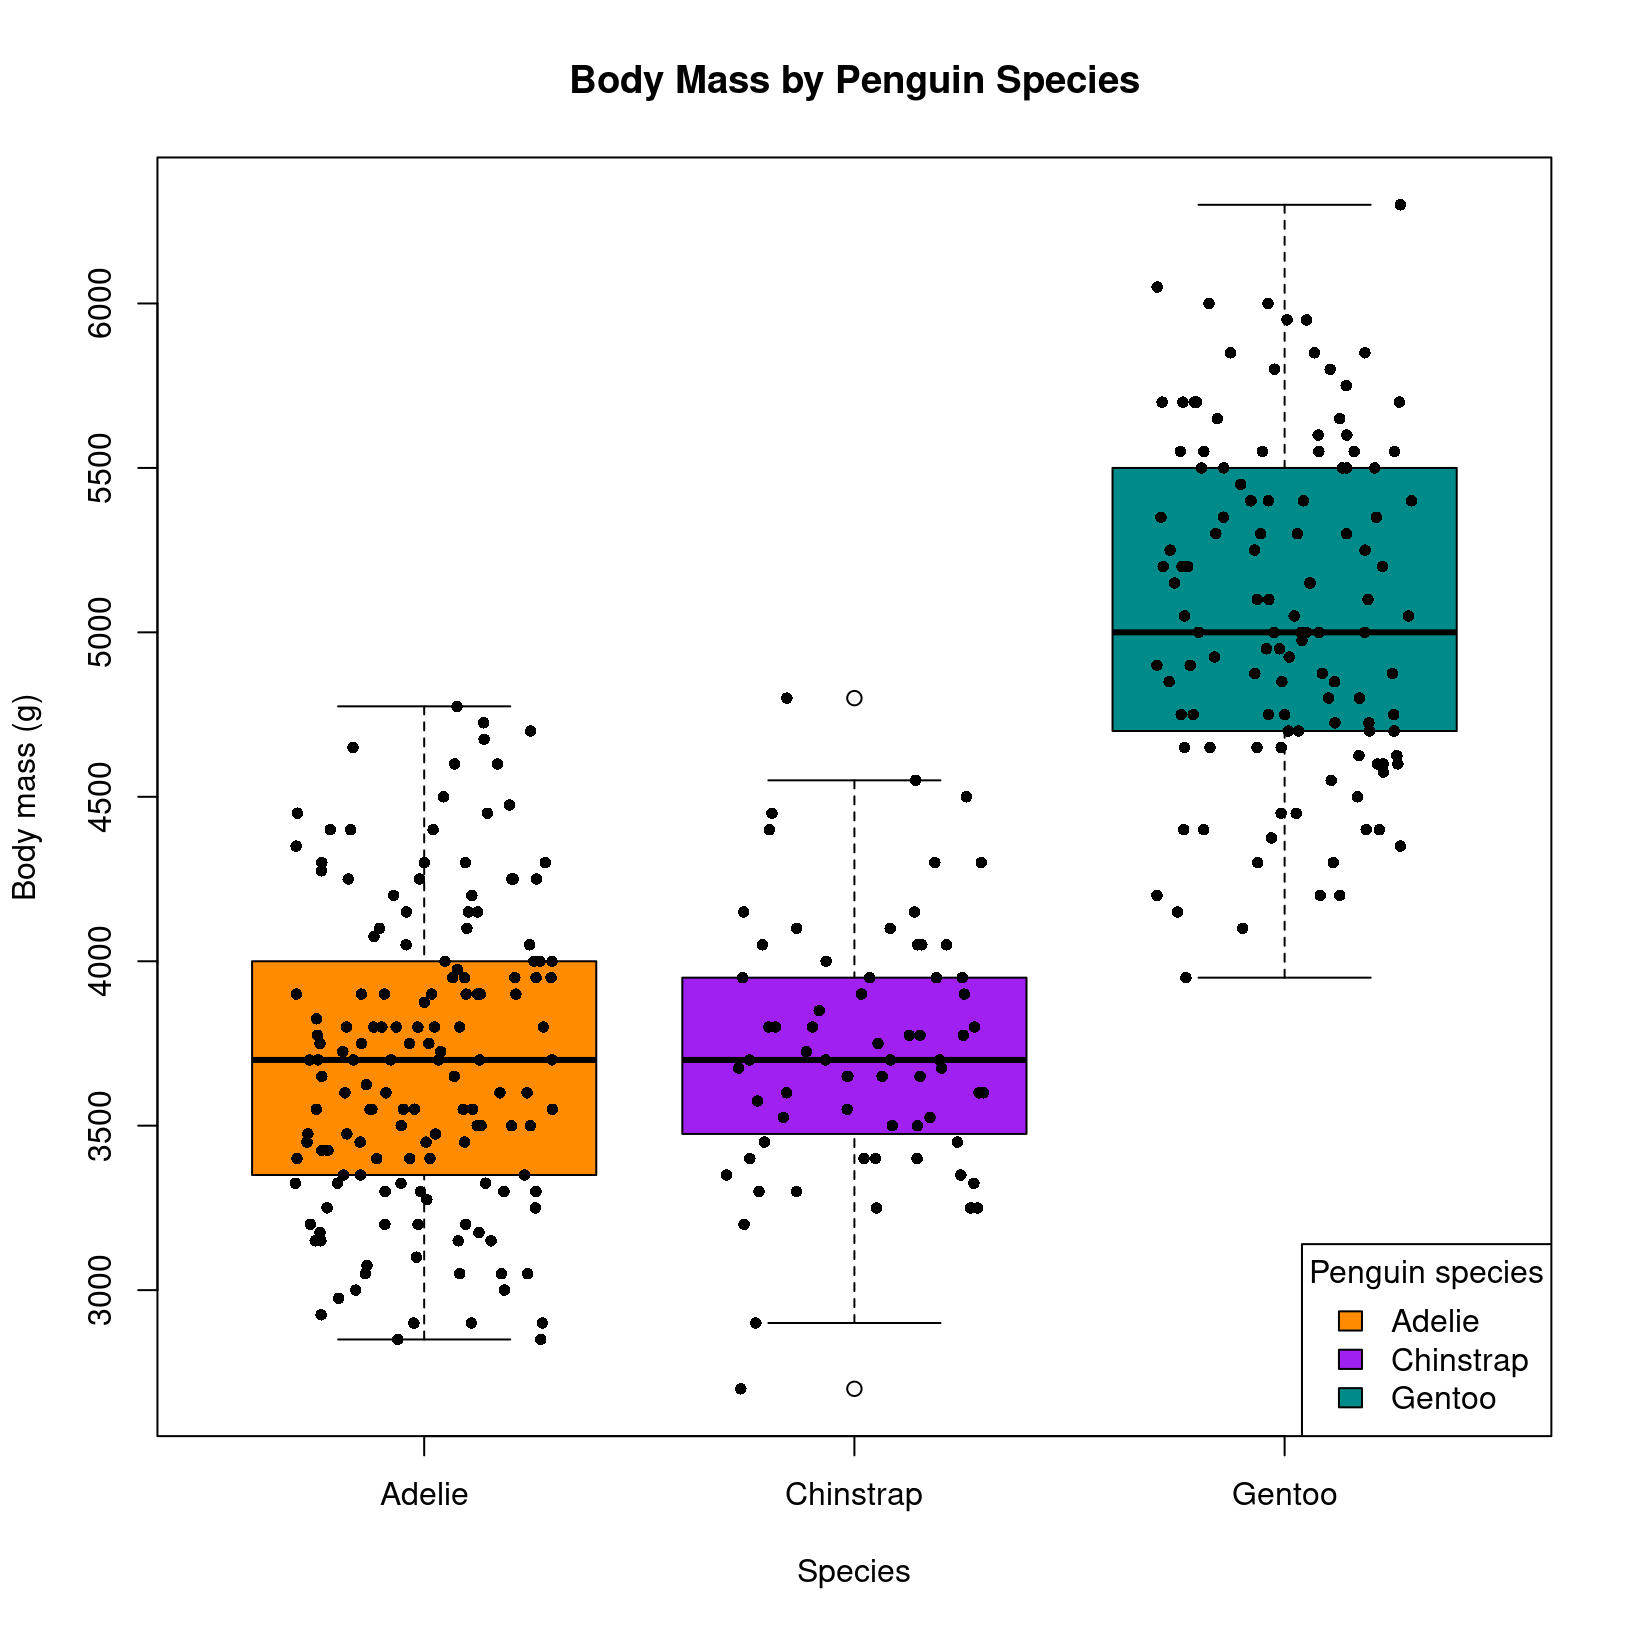 Body Mass by Penguin Species
Body mass (g)
6000
5500
5000
4500
4000
3500
3000
Adelie
Chinstrap
Gentoo
Species
Penguin species
Adelie
Chinstrap
Gentoo